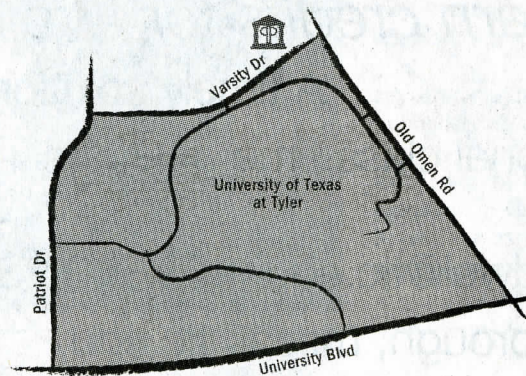 Varsity Dr
Old Omen Rd
University of Texas
at Tyler
Patriot Dr
University Blvd